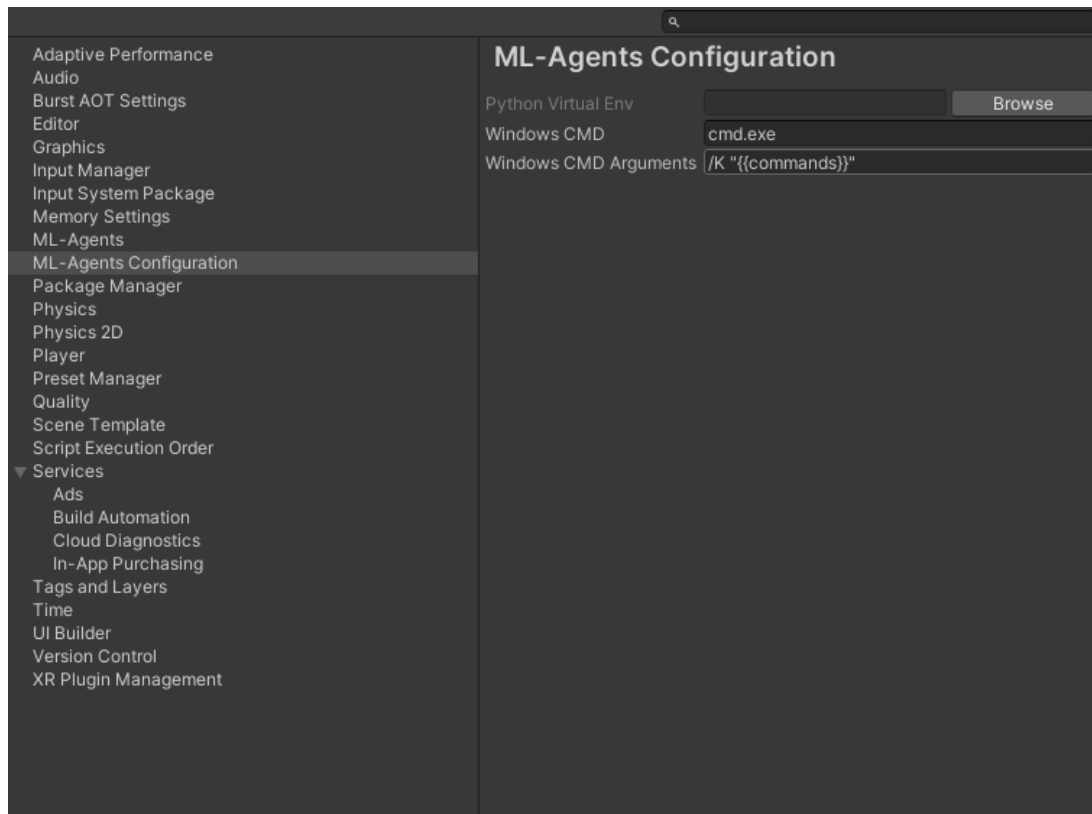 Adaptive Performance
Audio
Burst AOT Settings
Editor
Graphics
Input Manager
Input System Package
Memory Settings
ML-Agents
ML-Agents Configuration
Package Manager
Physics
Physics 2D
Player
Preset Manager
Quality
Scene Template
Script Execution Order
Services
Ads
Build Automation
Cloud Diagnostics
In-App Purchasing
Tags and Layers
Time
UI Builder
Version Control
XR Plugin Management
ML-Agents Configuration
Python Virtual Env Browse
Windows CMD cmd.exe
Windows CMD Arguments /K "{{commands}}"